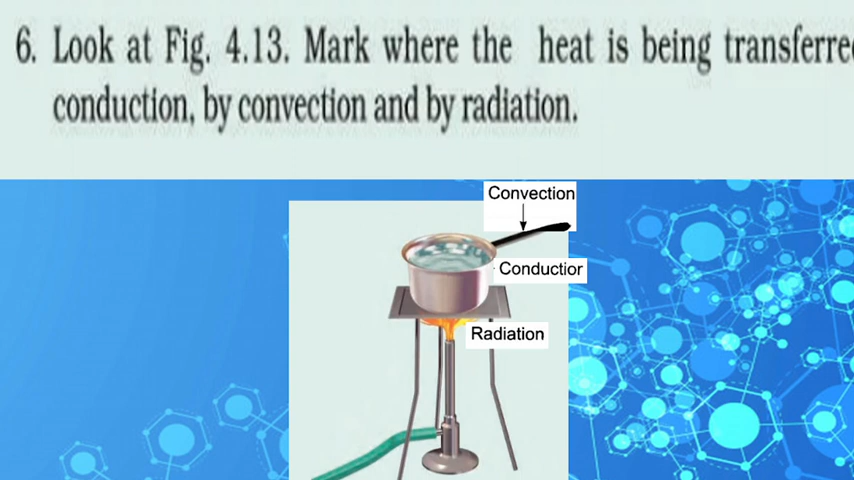 6. Look at Fig. 4.13. Mark where the heat is being transferred
conduction, by convection and by radiation.
Convection
Conductior
Radiation